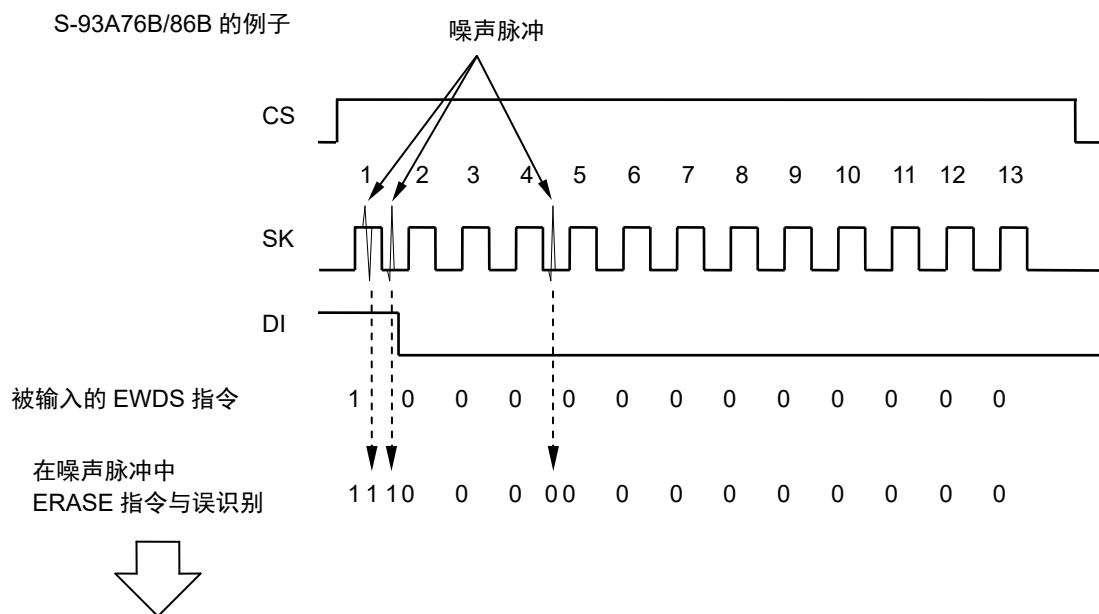 S-93A76B/86B 的例子
噪声脉冲
CS
1 2 3 4 5 6 7 8 9 10 11 12 13
SK
DI
被输入的 EWDS 指令 1 0 0 0 0 0 0 0 0 0 0 0 0
在噪声脉冲中
ERASE 指令与误识别 1 1 1 0 0 0 0 0 0 0 0 0 0 0 0 0